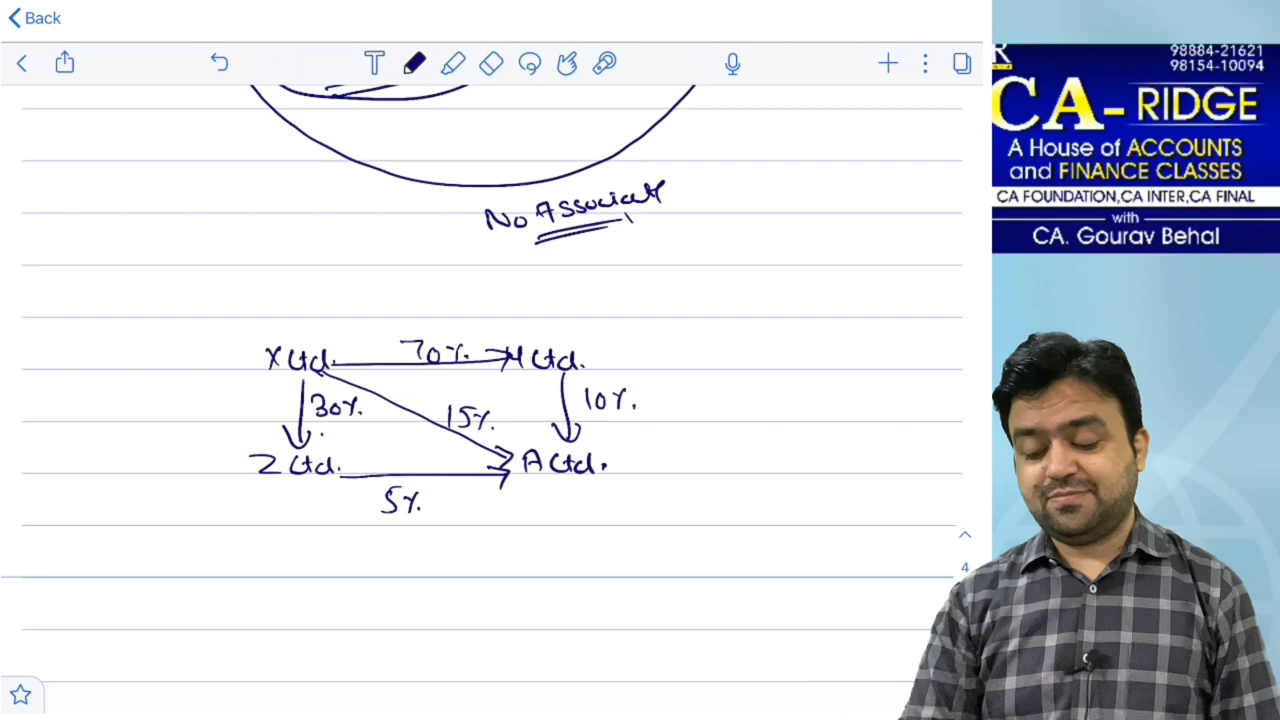 Back
T
No Associate
X Ltd. 70% H Ltd.
30% 15% 10%.
Z Ltd. A Ltd.
5%
4
R
98884-21621
98154-10094
CA- RIDGE
A House of ACCOUNTS
and FINANCE CLASSES
CA FOUNDATION,CA INTER,CA FINAL
with
CA. Gourav Behal